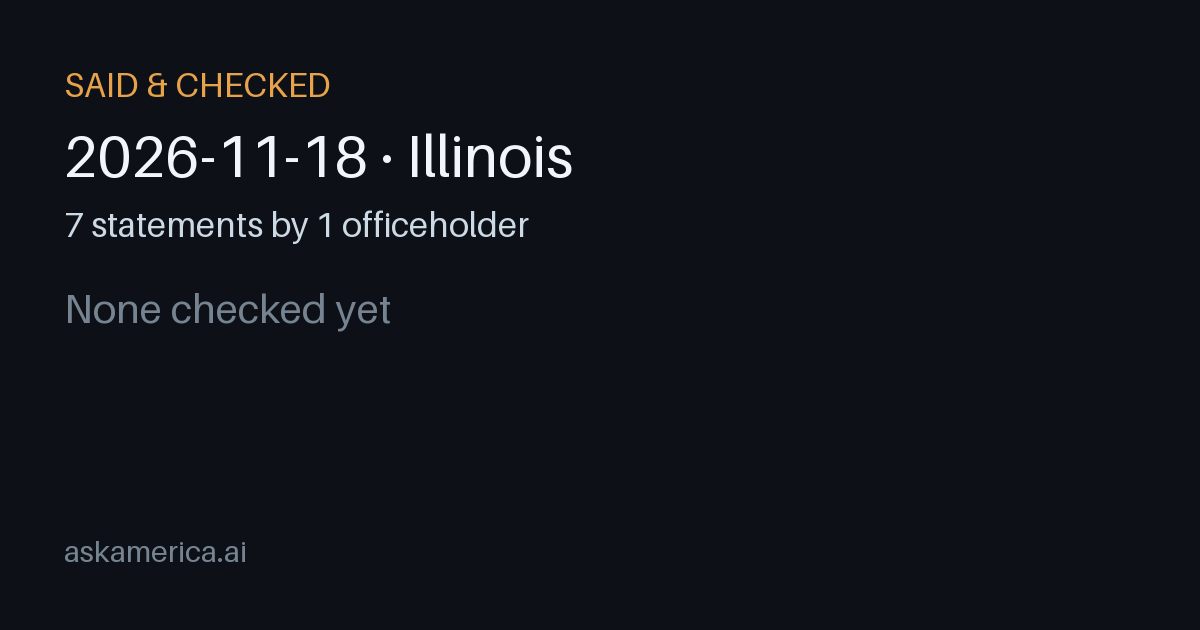 SAID & CHECKED
2026-11-18 · Illinois
7 statements by 1 officeholder
None checked yet
askamerica.ai